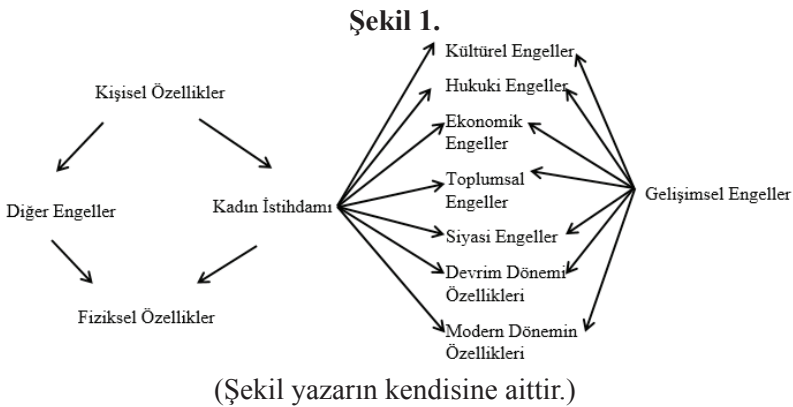 Şekil 1.
Kişisel Özellikler
Diğer Engeller
Kadın İstihdamı
Fiziksel Özellikler
Kültürel Engeller
Hukuki Engeller
Ekonomik
Engeller
Toplumsal
Engeller
Siyasi Engeller
Devrim Dönemi
Özellikleri
Modern Dönemin
Özellikleri
Gelişimsel Engeller
(Şekil yazarın kendisine aittir.)